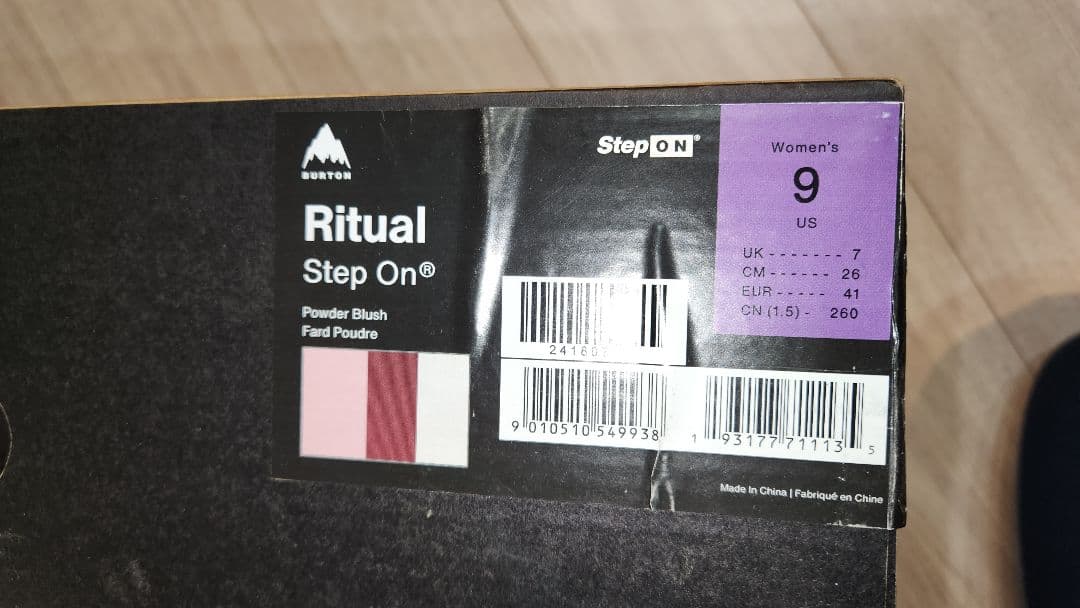 BURTON
Ritual
Step On®
Powder Blush
Fard Poudre
Step ON®
Women's
9
US
UK - - - - - - - 7
CM - - - - - - 26
EUR - - - - - 41
CN (1.5) - 260
9 010510 549938
1 93177 71113 5
Made In China | Fabriqué en Chine